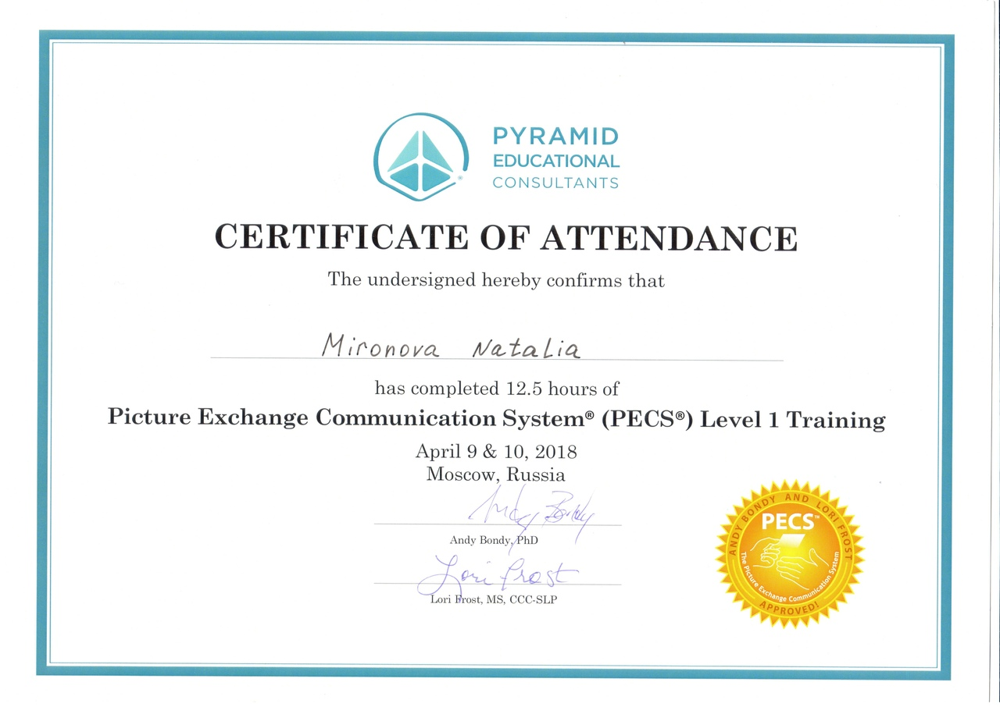 PYRAMID
EDUCATIONAL
CONSULTANTS
®
CERTIFICATE OF ATTENDANCE
The undersigned hereby confirms that
Mironova Natalia
has completed 12.5 hours of
Picture Exchange Communication System® (PECS®) Level 1 Training
April 9 & 10, 2018
Moscow, Russia
Andy Bondy
Andy Bondy, PhD
Lori Frost
Lori Frost, MS, CCC-SLP
ANDY BONDY AND LORI FROST
PECS™
The Picture Exchange Communication System
APPROVED!